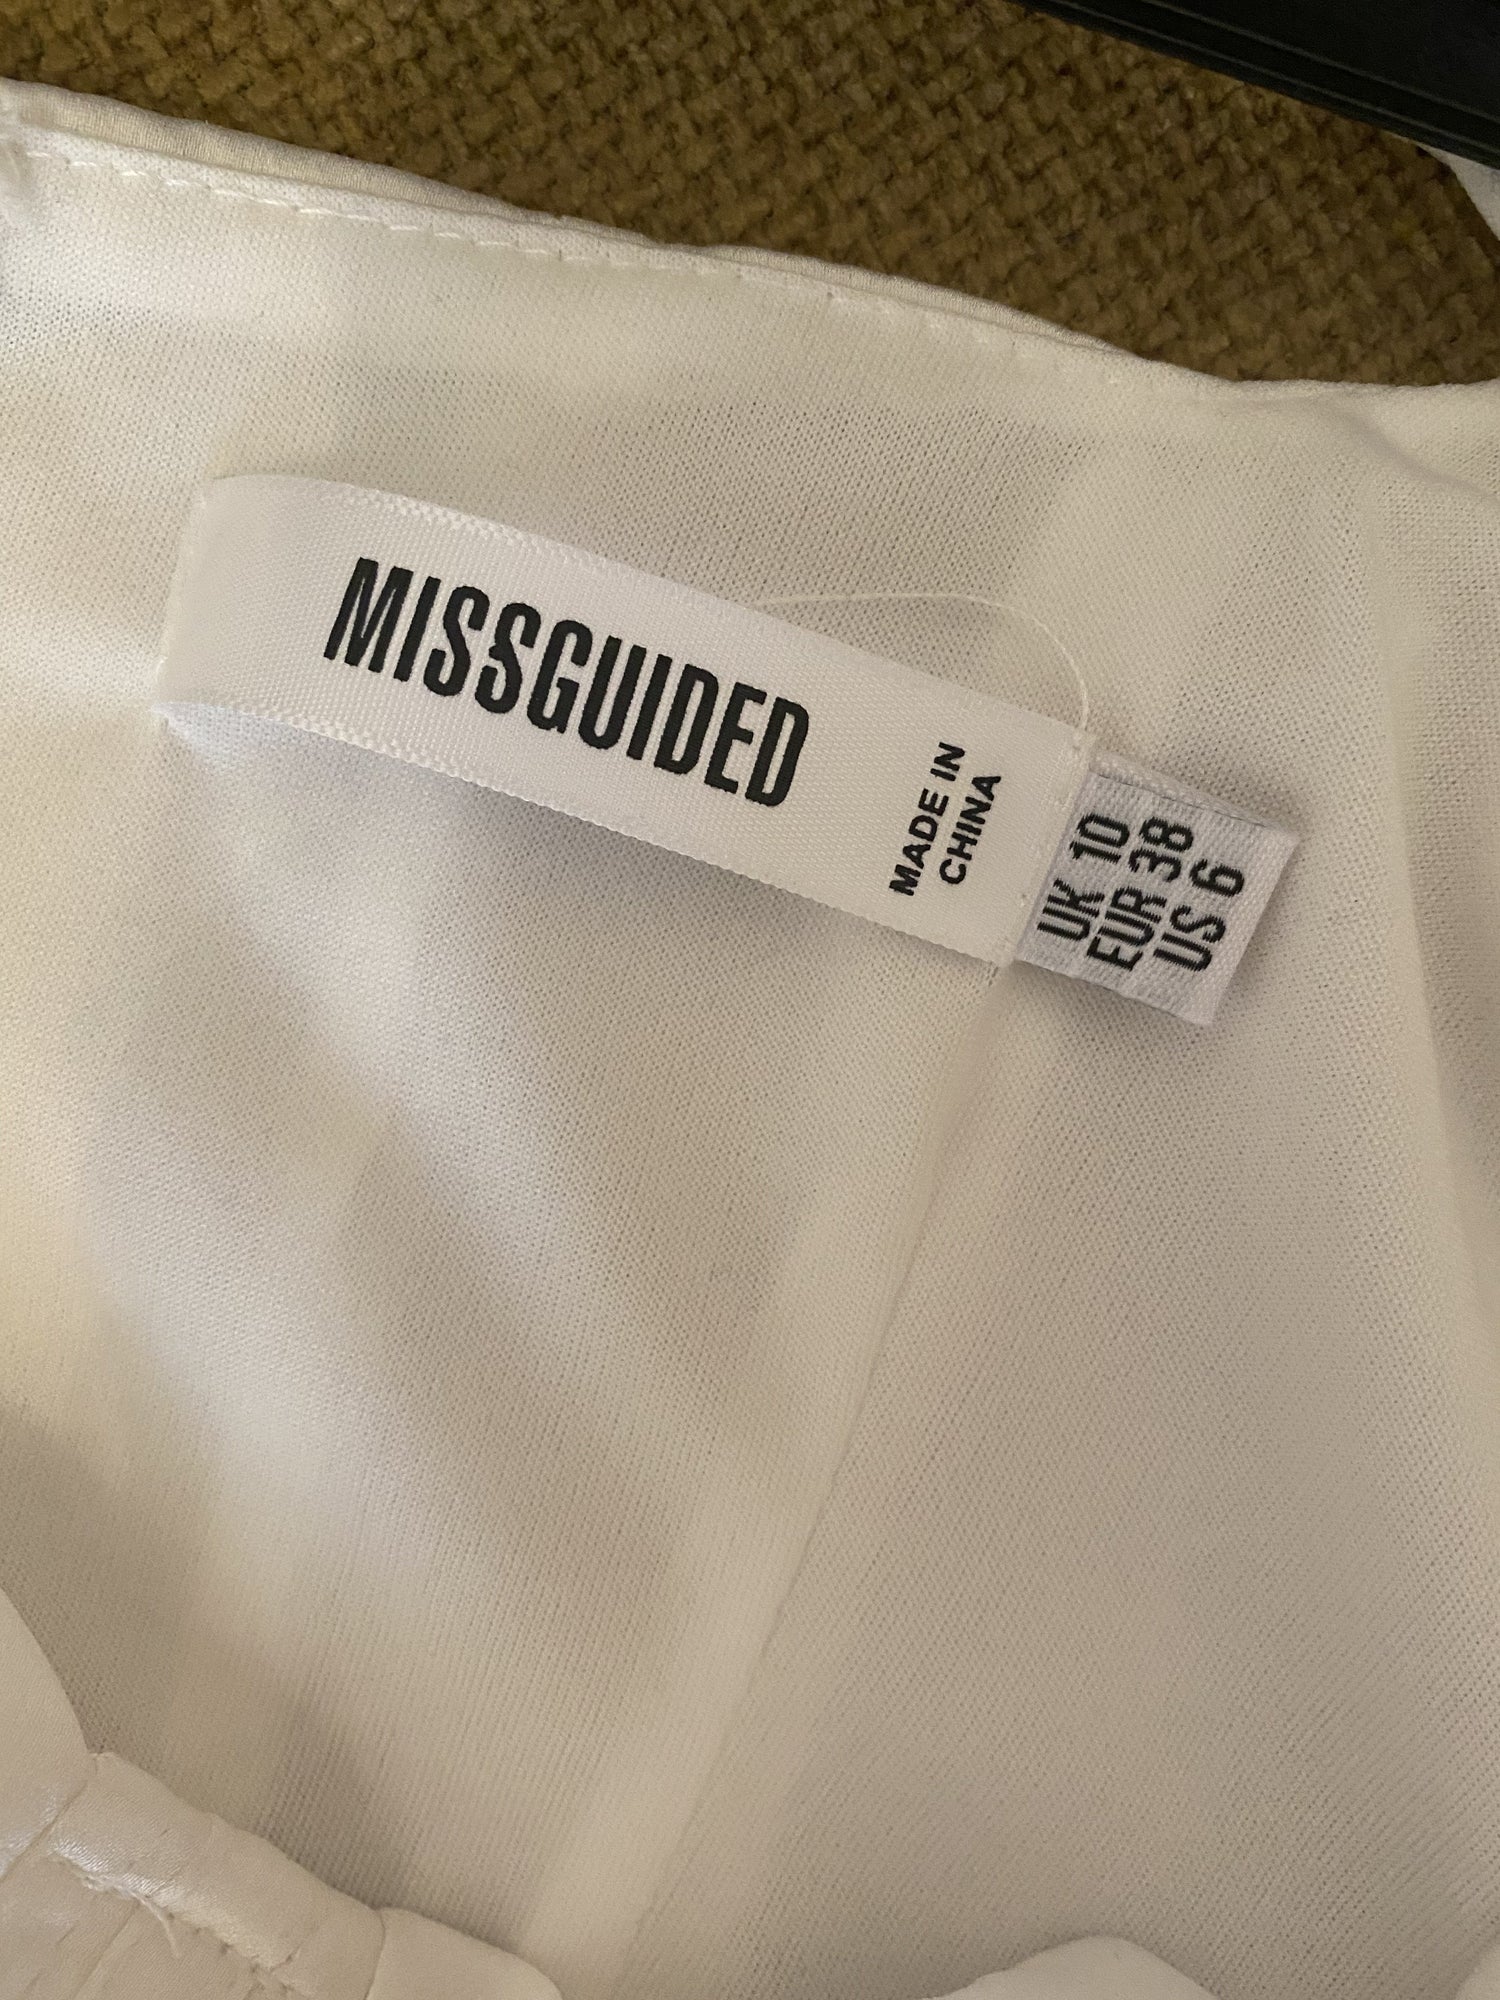 MISSGUIDED
MADE IN
CHINA
UK 10
EUR 38
US 6